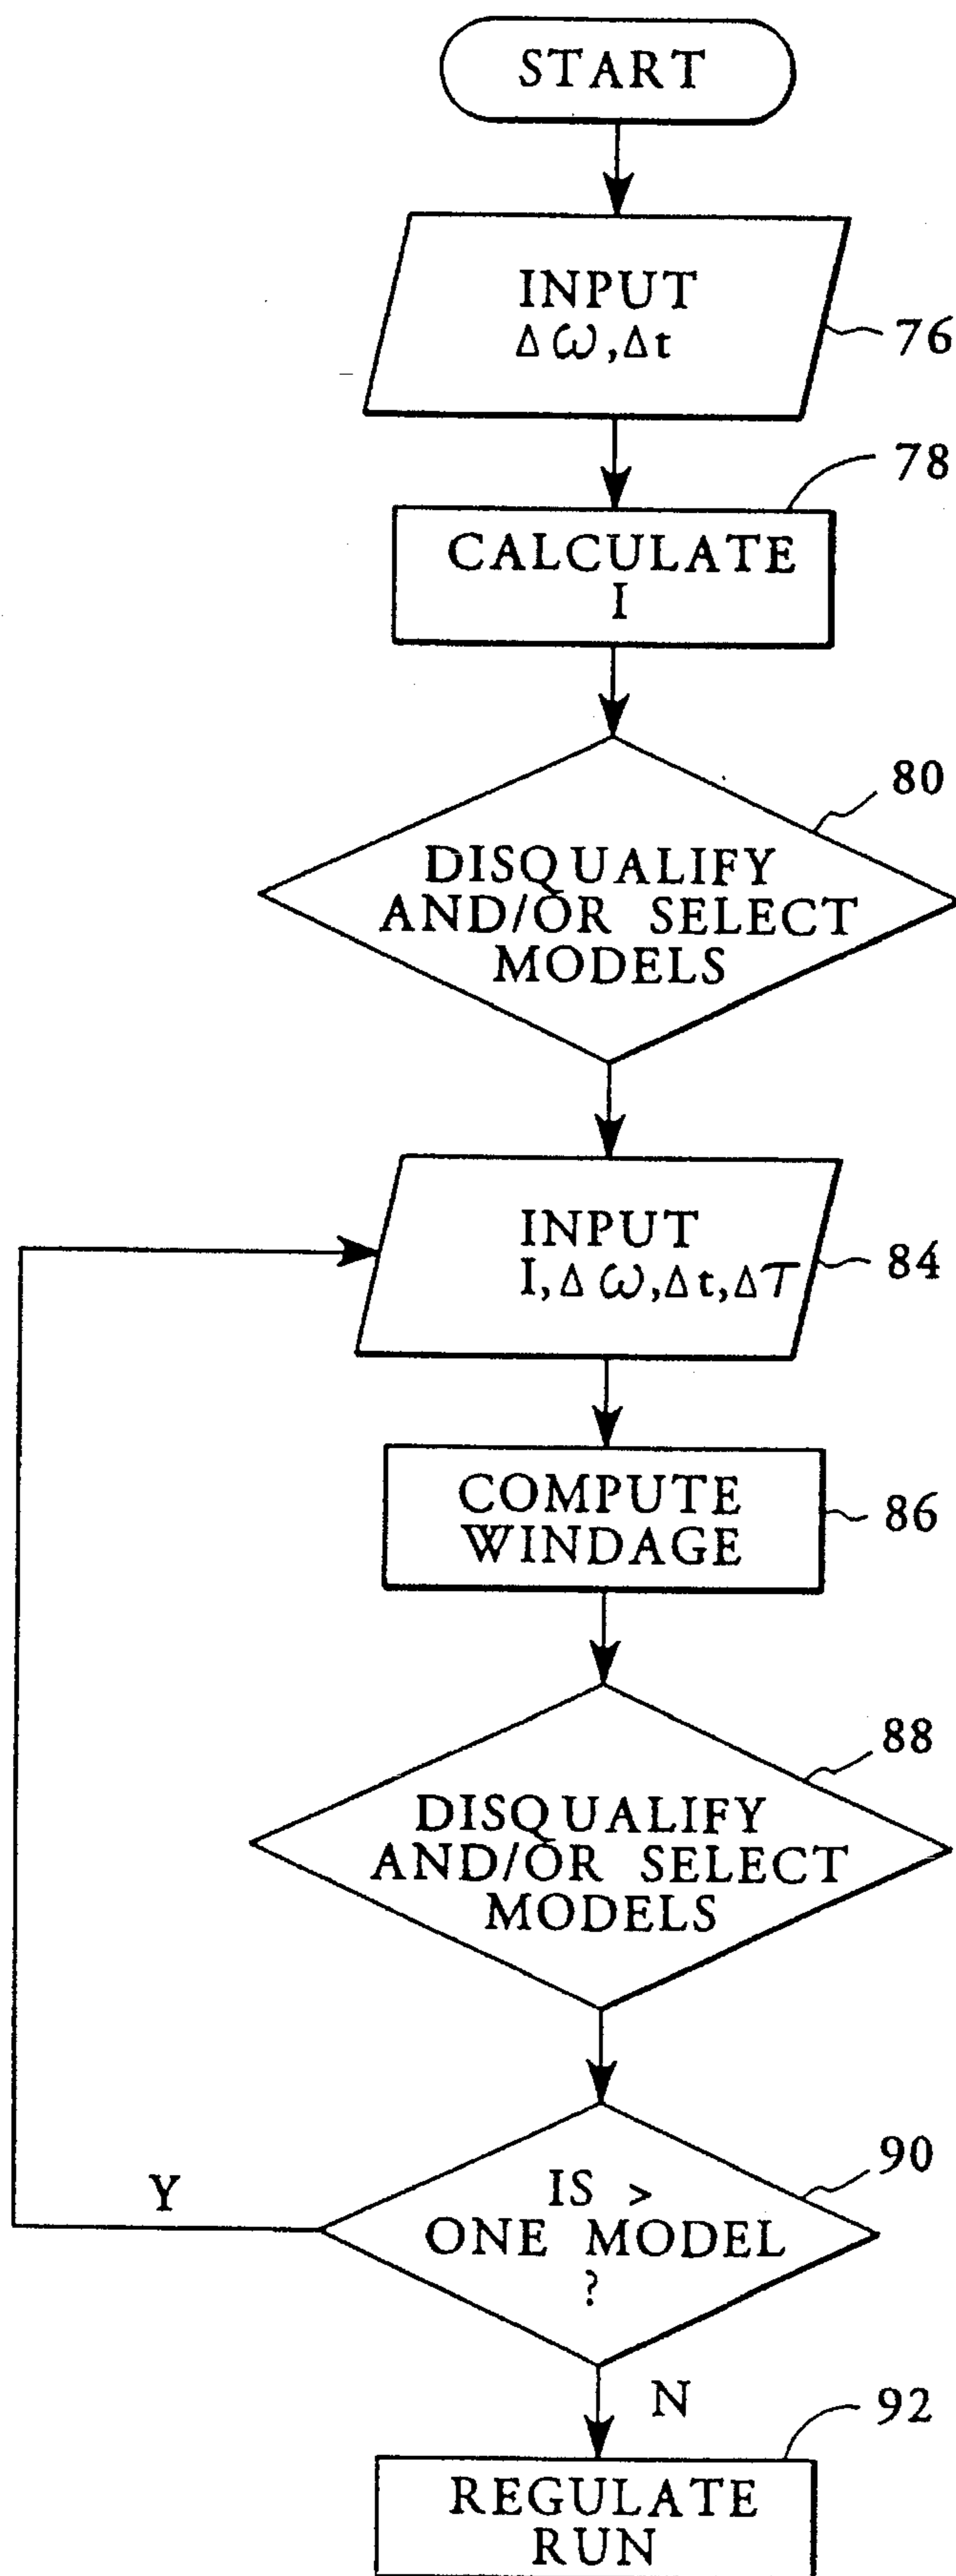 START
INPUT
Δω,Δt
76
78
CALCULATE
I
80
DISQUALIFY
AND/OR SELECT
MODELS
INPUT
I,Δω,Δt,ΔT
84
COMPUTE
WINDAGE
86
88
DISQUALIFY
AND/OR SELECT
MODELS
90
Y
IS >
ONE MODEL
?
N
92
REGULATE
RUN